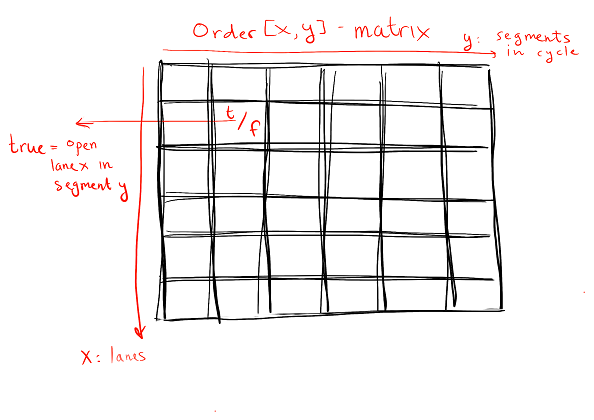 Order [x,y] - matrix
y: segments
in cycle
t/f
true = open
lane x in
segment y
X: lanes